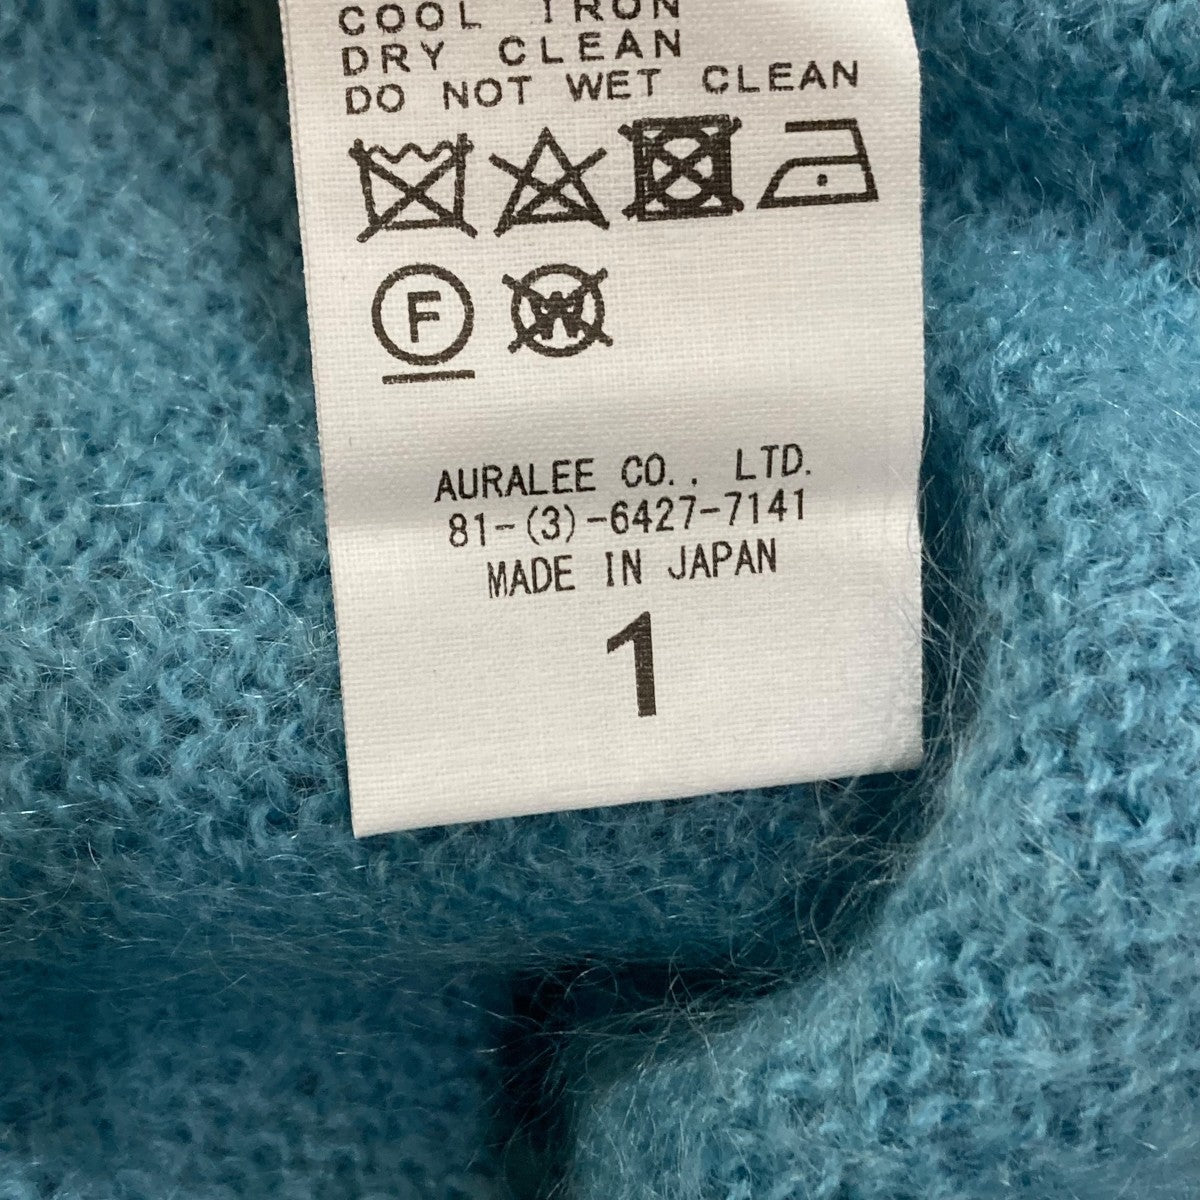 COOL IRON
DRY CLEAN
DO NOT WET CLEAN
F W
AURALEE CO., LTD.
81-(3)-6427-7141
MADE IN JAPAN
1